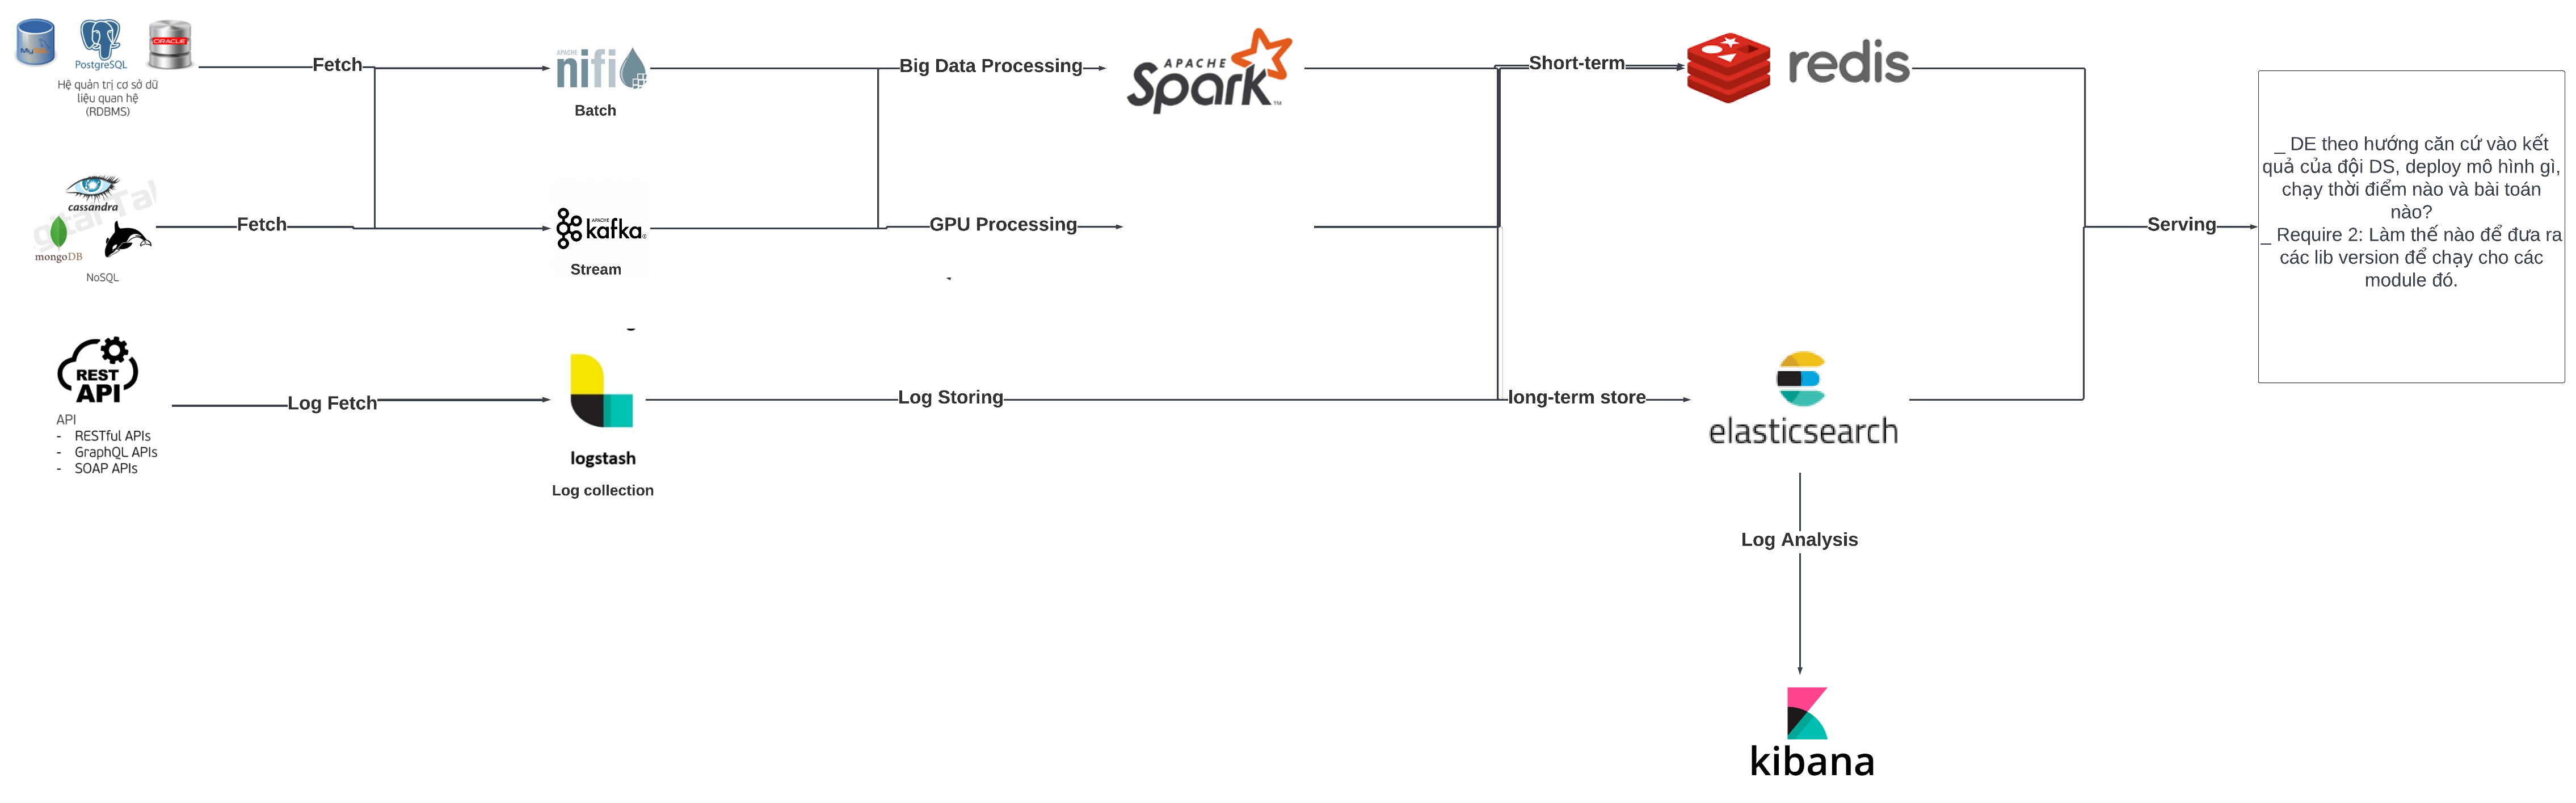 MySQL
PostgreSQL
ORACLE
Hệ quản trị cơ sở dữ
liệu quan hệ
(RDBMS)
Fetch
APACHE
nifi
Batch
Big Data Processing
APACHE
Spark
TM
Short-term
redis
cassandra
mongoDB
NoSQL
Fetch
APACHE
kafka
Stream
GPU Processing
Serving
_ DE theo hướng căn cứ vào kết
quả của đội DS, deploy mô hình gì,
chạy thời điểm nào và bài toán
nào?
_ Require 2: Làm thế nào để đưa ra
các lib version để chạy cho các
module đó.
REST
API
API
- RESTful APIs
- GraphQL APIs
- SOAP APIs
Log Fetch
logstash
Log collection
Log Storing
long-term store
elasticsearch
Log Analysis
kibana